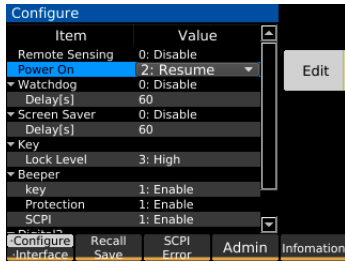 Configure
Item Value
Remote Sensing 0: Disable
Power On 2: Resume
Watchdog 0: Disable
Delay[s] 60
Screen Saver 0: Disable
Delay[s] 60
Key
Lock Level 3: High
Beeper
key 1: Enable
Protection 1: Enable
SCPI 1: Enable
Edit
·Configure
·Interface
Recall
Save
SCPI
Error
Admin
Infomation